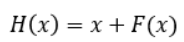 H(x) = x + F(x)